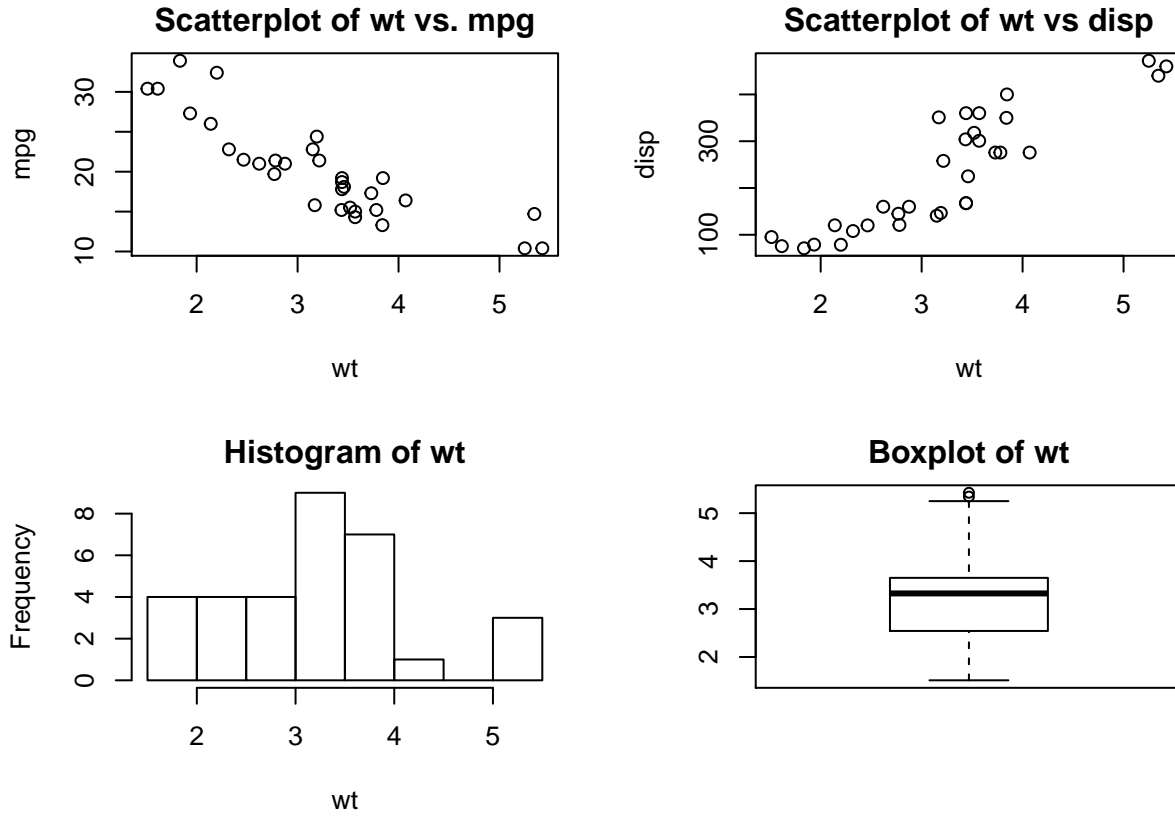 Scatterplot of wt vs. mpg
mpg
10
20
30
2
3
4
5
wt
Scatterplot of wt vs disp
disp
100
300
2
3
4
5
wt
Histogram of wt
Frequency
0
2
4
6
8
2
3
4
5
wt
Boxplot of wt
2
3
4
5